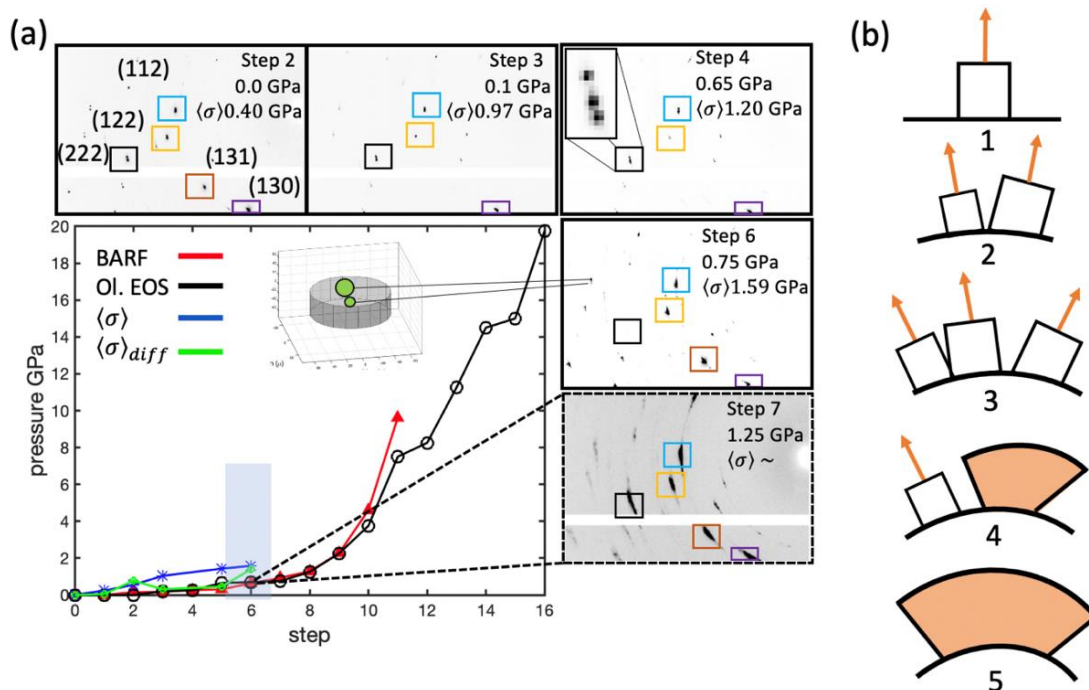 (a)
Step 2
0.0 GPa
⟨σ⟩0.40 GPa
(112)
(122)
(222)
(131)
(130)
Step 3
0.1 GPa
⟨σ⟩0.97 GPa
Step 4
0.65 GPa
⟨σ⟩1.20 GPa
Step 6
0.75 GPa
⟨σ⟩1.59 GPa
Step 7
1.25 GPa
⟨σ⟩ ~
BARF
Ol. EOS
⟨σ⟩
⟨σ⟩diff
pressure GPa
20
18
16
14
12
10
8
6
4
2
0
0 2 4 6 8 10 12 14 16
step
(b)
1
2
3
4
5